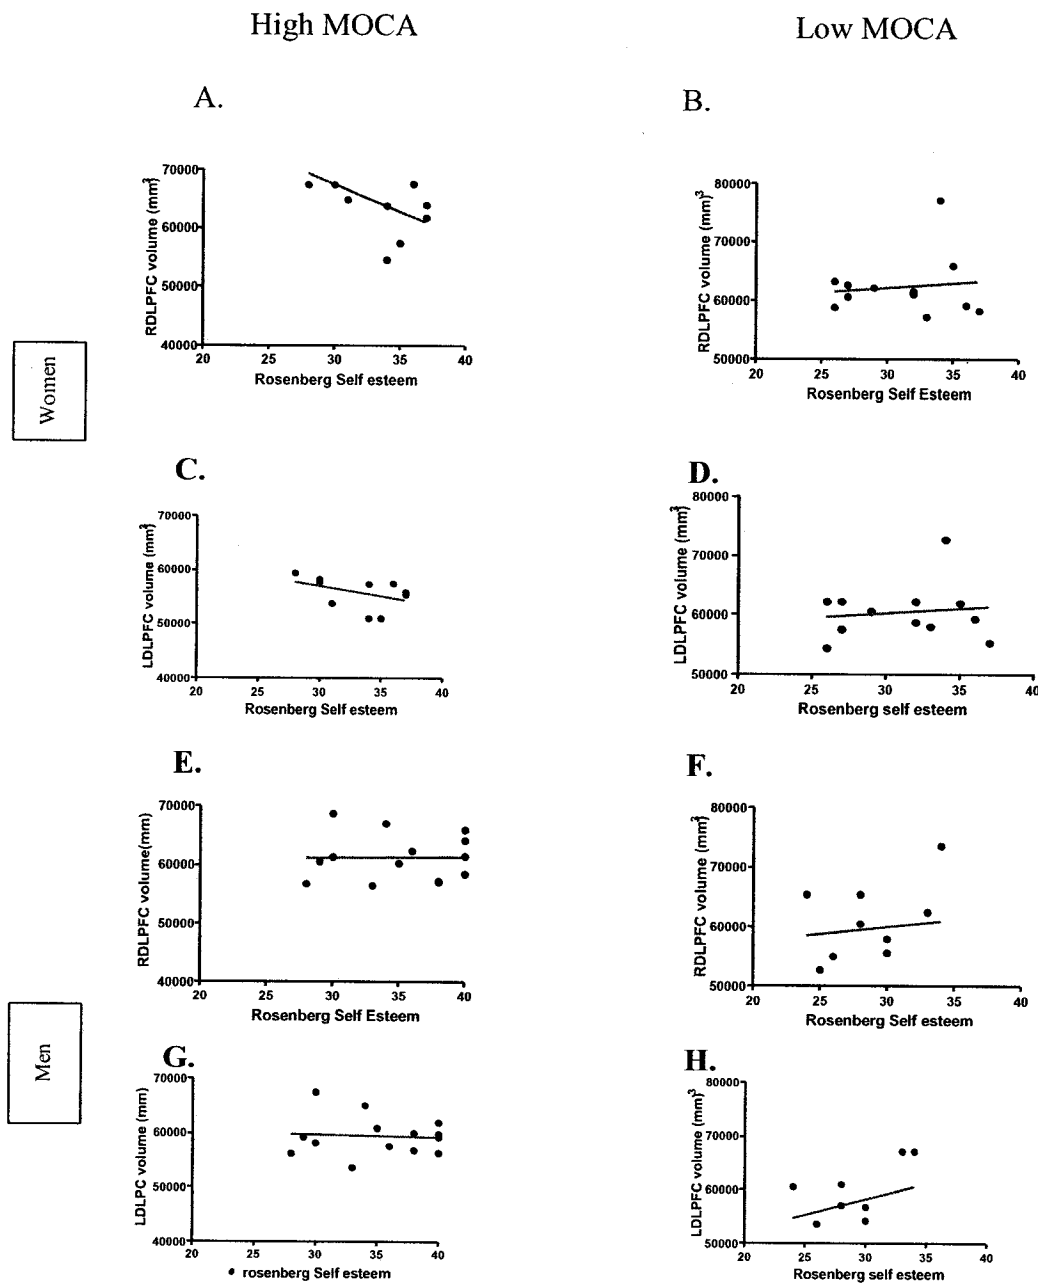 High MOCA
Low MOCA
A.
70000
60000
50000
40000
20 25 30 35 40
RDLPFC volume (mm³)
Rosenberg Self esteem
B.
80000
70000
60000
50000
20 25 30 35 40
RDLPFC volume (mm)³
Rosenberg Self Esteem
Women
C.
70000
60000
50000
40000
20 25 30 35 40
LDLPFC volume (mm³)
Rosenberg Self esteem
D.
80000
70000
60000
50000
20 25 30 35 40
LDLPFC volume (mm³)
Rosenberg self esteem
E.
70000
60000
50000
40000
20 25 30 35 40
RDLPFC volume(mm)
Rosenberg Self Esteem
F.
80000
70000
60000
50000
20 25 30 35 40
RDLPFC volume (mm³)
Rosenberg Self esteem
Men
G.
70000
60000
50000
40000
20 25 30 35 40
LDLPC volume (mm)
rosenberg Self esteem
H.
80000
70000
60000
50000
20 25 30 35 40
LDLPFC volume (mm)³
Rosenberg Self esteem